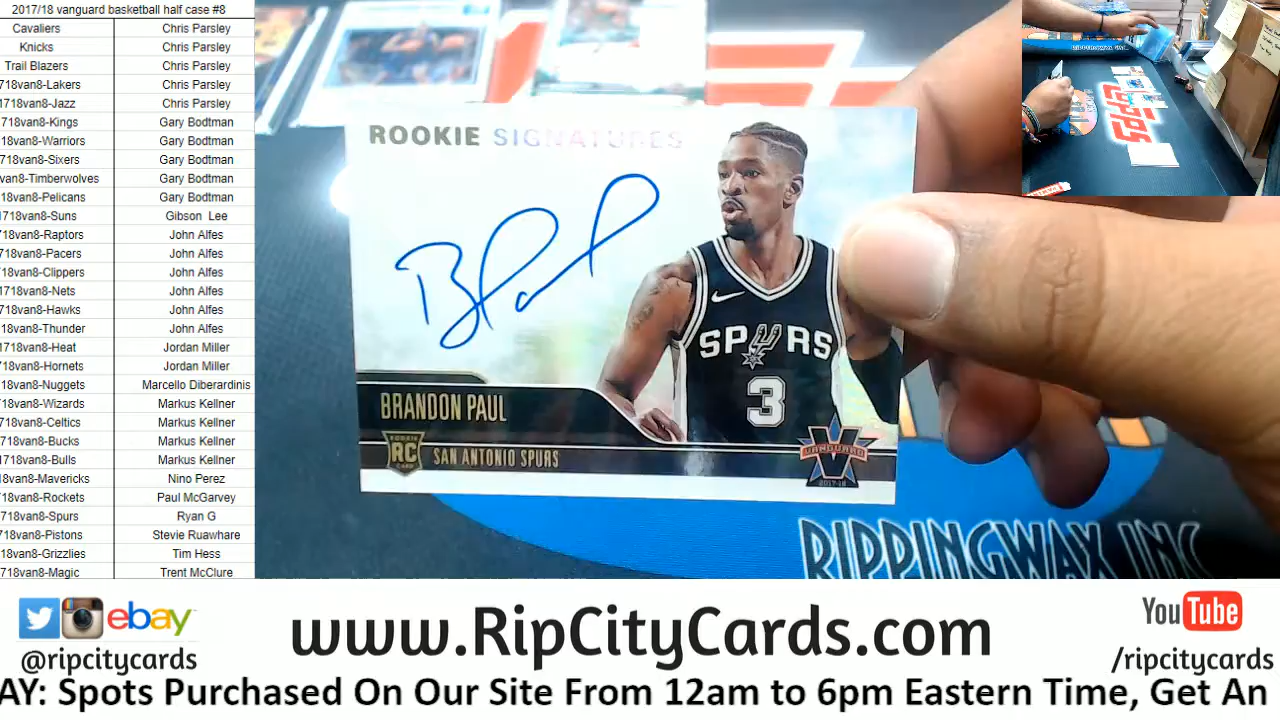 2017/18 vanguard basketball half case #8
Cavaliers Chris Parsley
Knicks Chris Parsley
Trail Blazers Chris Parsley
1718van8-Lakers Chris Parsley
1718van8-Jazz Chris Parsley
718van8-Kings Gary Bodtman
718van8-Warriors Gary Bodtman
18van8-Sixers Gary Bodtman
van8-Timberwolves Gary Bodtman
718van8-Pelicans Gary Bodtman
718van8-Suns Gibson Lee
18van8-Raptors John Alfes
718van8-Pacers John Alfes
18van8-Clippers John Alfes
1718van8-Nets John Alfes
718van8-Hawks John Alfes
18van8-Thunder John Alfes
1718van8-Heat Jordan Miller
18van8-Hornets Jordan Miller
18van8-Nuggets Marcello Diberardinis
18van8-Wizards Markus Kellner
718van8-Celtics Markus Kellner
718van8-Bucks Markus Kellner
1718van8-Bulls Markus Kellner
8van8-Mavericks Nino Perez
18van8-Rockets Paul McGarvey
718van8-Spurs Ryan G
718van8-Pistons Stevie Ruawhare
18van8-Grizzlies Tim Hess
718van8-Magic Trent McClure
ROOKIE SIGNATURES
SPURS
3
BRANDON PAUL
ROOKIE
RC
CARD
SAN ANTONIO SPURS
VANGUARD
V
2017-18
RIPPINGWAX INC
topps
ebay
@ripcitycards
www.RipCityCards.com
YouTube
/ripcitycards
AY: Spots Purchased On Our Site From 12am to 6pm Eastern Time, Get An